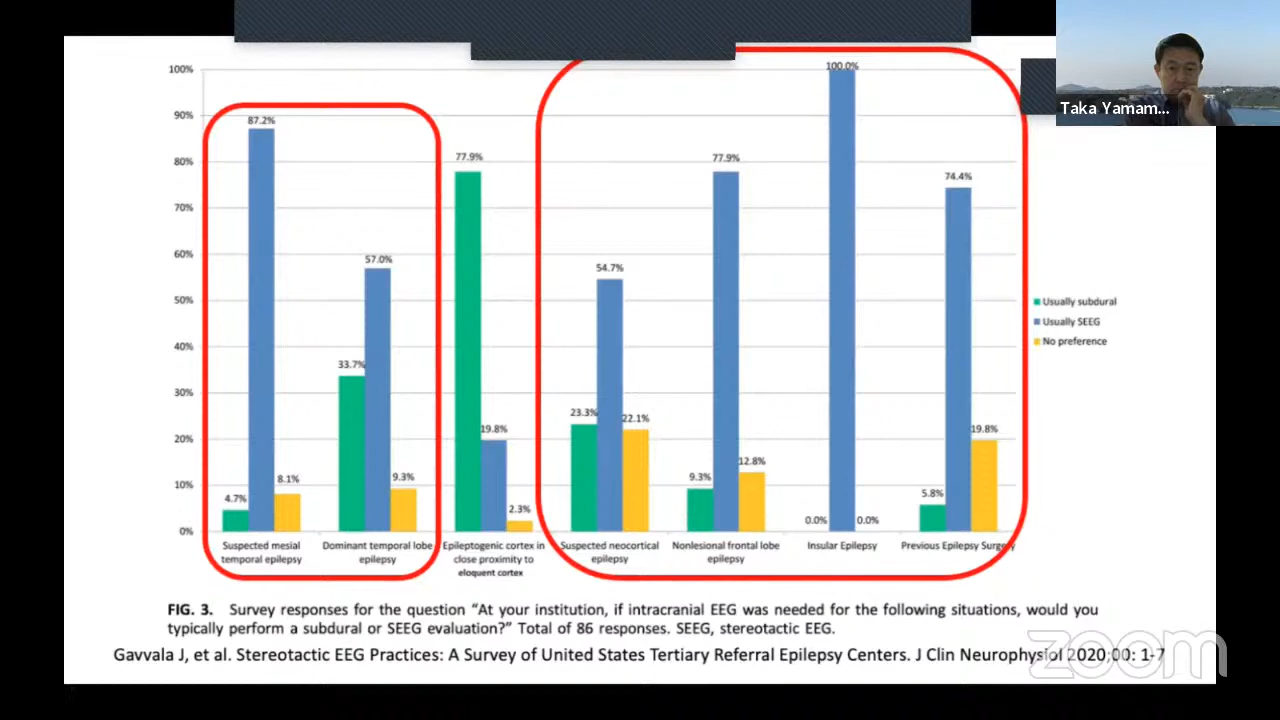 Taka Yamam...
100%
90%
80%
70%
60%
50%
40%
30%
20%
10%
0%
4.7%
87.2%
8.1%
33.7%
57.0%
9.3%
77.9%
19.8%
2.3%
23.3%
54.7%
22.1%
9.3%
77.9%
12.8%
0.0%
100.0%
0.0%
5.8%
74.4%
19.8%
Suspected mesial
temporal epilepsy
Dominant temporal lobe
epilepsy
Epileptogenic cortex in
close proximity to
eloquent cortex
Suspected neocortical
epilepsy
Nonlesional frontal lobe
epilepsy
Insular Epilepsy
Previous Epilepsy Surgery
Usually subdural
Usually SEEG
No preference
FIG. 3. Survey responses for the question “At your institution, if intracranial EEG was needed for the following situations, would you
typically perform a subdural or SEEG evaluation?” Total of 86 responses. SEEG, stereotactic EEG.
Gavvala J, et al. Stereotactic EEG Practices: A Survey of United States Tertiary Referral Epilepsy Centers. J Clin Neurophysiol 2020;00: 1-7
zoom